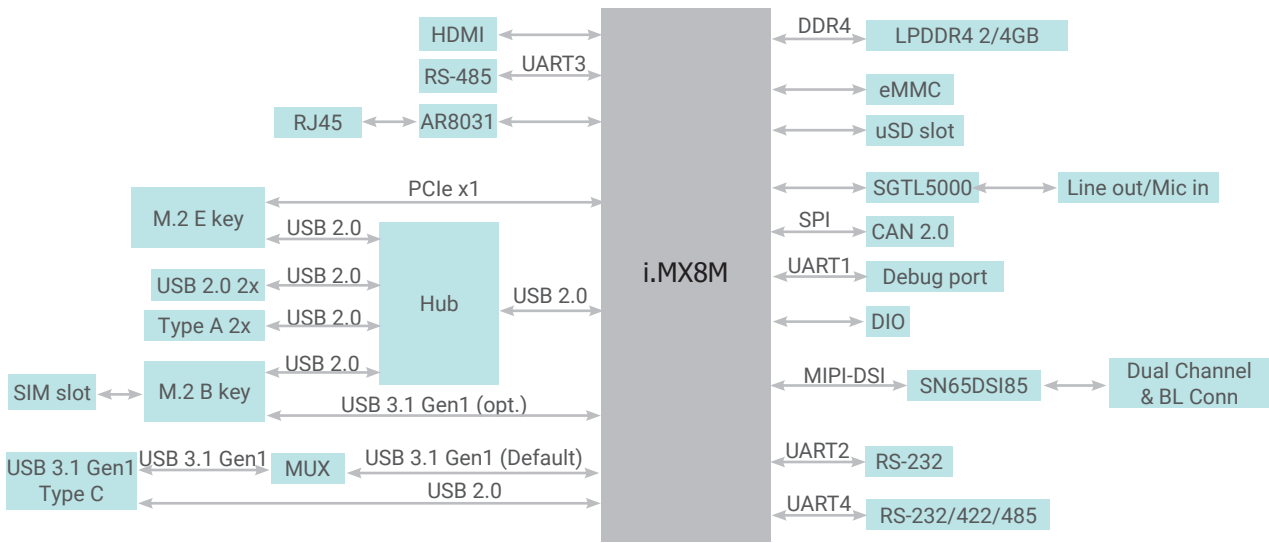 HDMI
DDR4
LPDDR4 2/4GB
RS-485
UART3
eMMC
RJ45
AR8031
uSD slot
PCIe x1
SGTL5000
Line out/Mic in
M.2 E key
USB 2.0
SPI
CAN 2.0
i.MX8M
UART1
Debug port
USB 2.0 2x
USB 2.0
Hub
USB 2.0
Type A 2x
USB 2.0
DIO
USB 2.0
MIPI-DSI
SN65DSI85
Dual Channel
& BL Conn
SIM slot
M.2 B key
USB 3.1 Gen1 (opt.)
USB 3.1 Gen1
Type C
USB 3.1 Gen1
MUX
USB 3.1 Gen1 (Default)
USB 2.0
UART2
RS-232
UART4
RS-232/422/485